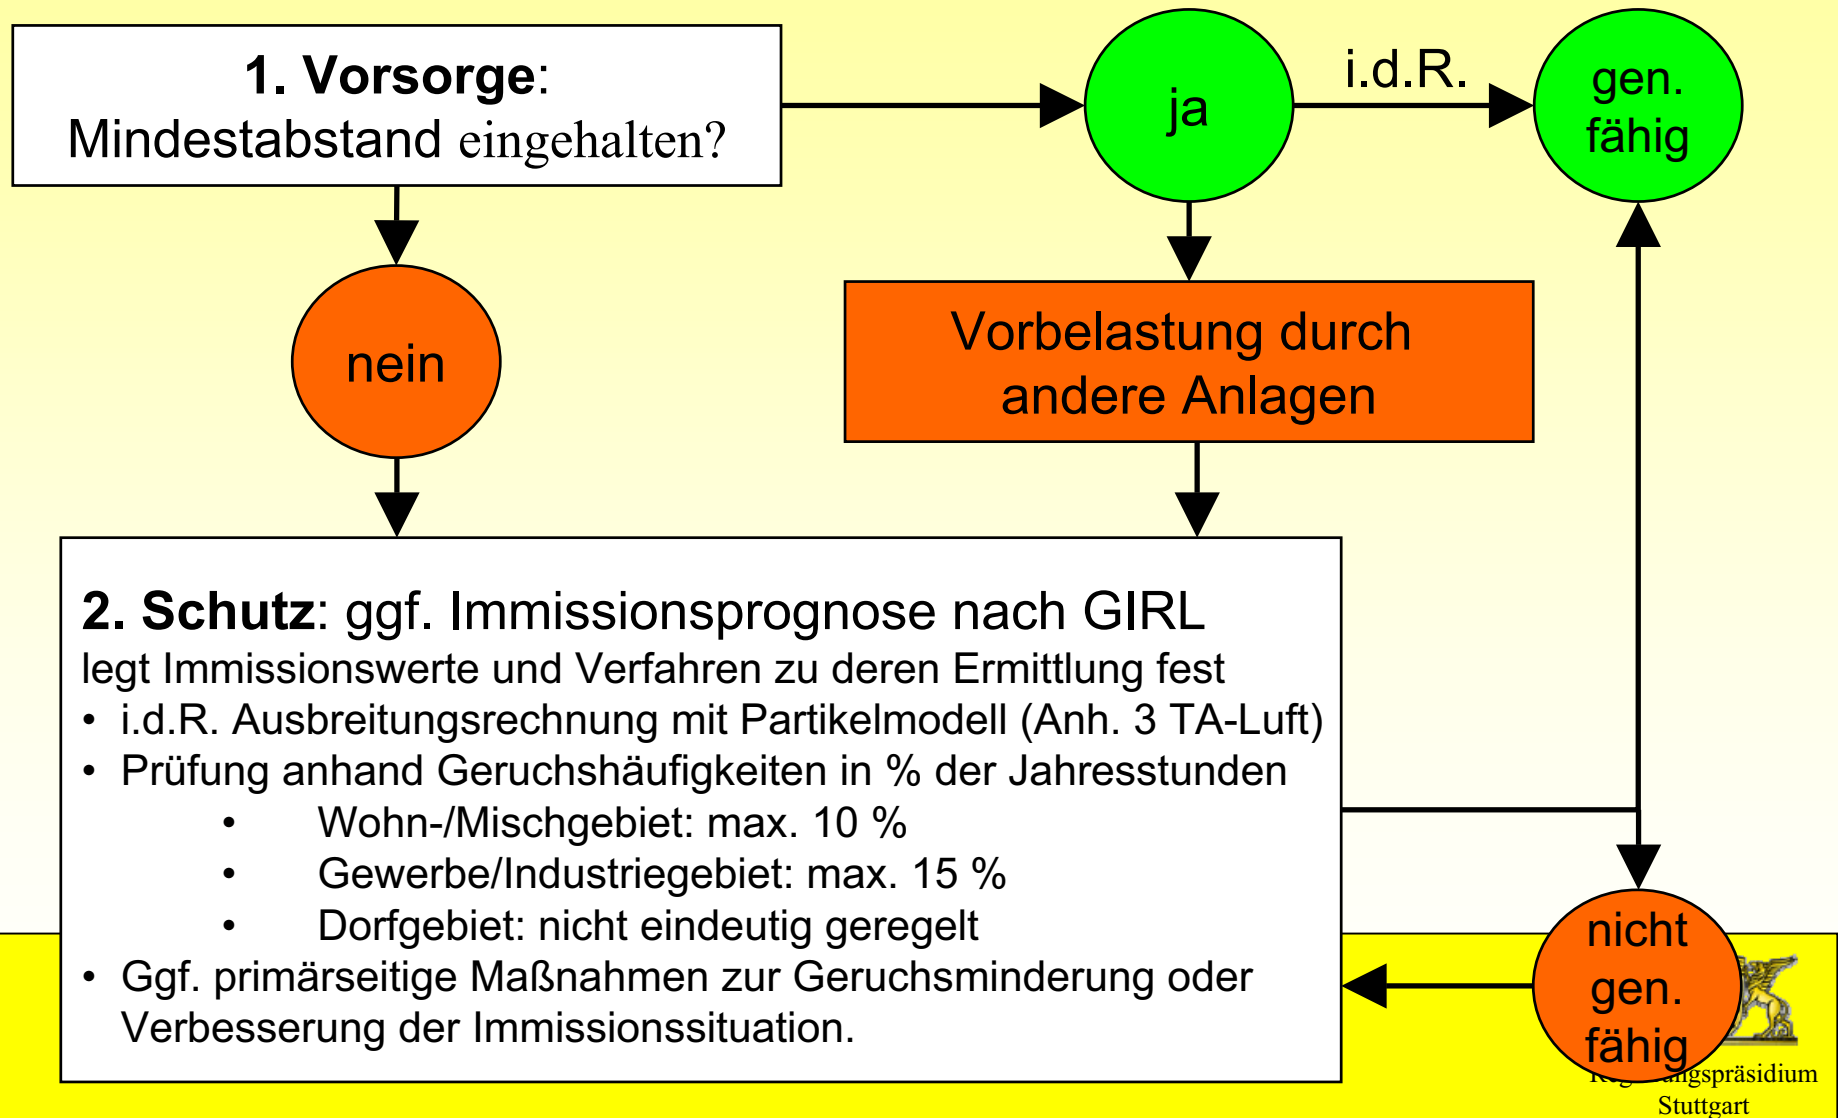 1. Vorsorge:
Mindestabstand eingehalten?
ja
i.d.R.
gen.
fähig
nein
Vorbelastung durch
andere Anlagen
2. Schutz: ggf. Immissionsprognose nach GIRL
legt Immissionswerte und Verfahren zu deren Ermittlung fest
• i.d.R. Ausbreitungsrechnung mit Partikelmodell (Anh. 3 TA-Luft)
• Prüfung anhand Geruchshäufigkeiten in % der Jahresstunden
• Wohn-/Mischgebiet: max. 10 %
• Gewerbe/Industriegebiet: max. 15 %
• Dorfgebiet: nicht eindeutig geregelt
• Ggf. primärseitige Maßnahmen zur Geruchsminderung oder
Verbesserung der Immissionssituation.
nicht
gen.
fähig
Regierungspräsidium
Stuttgart